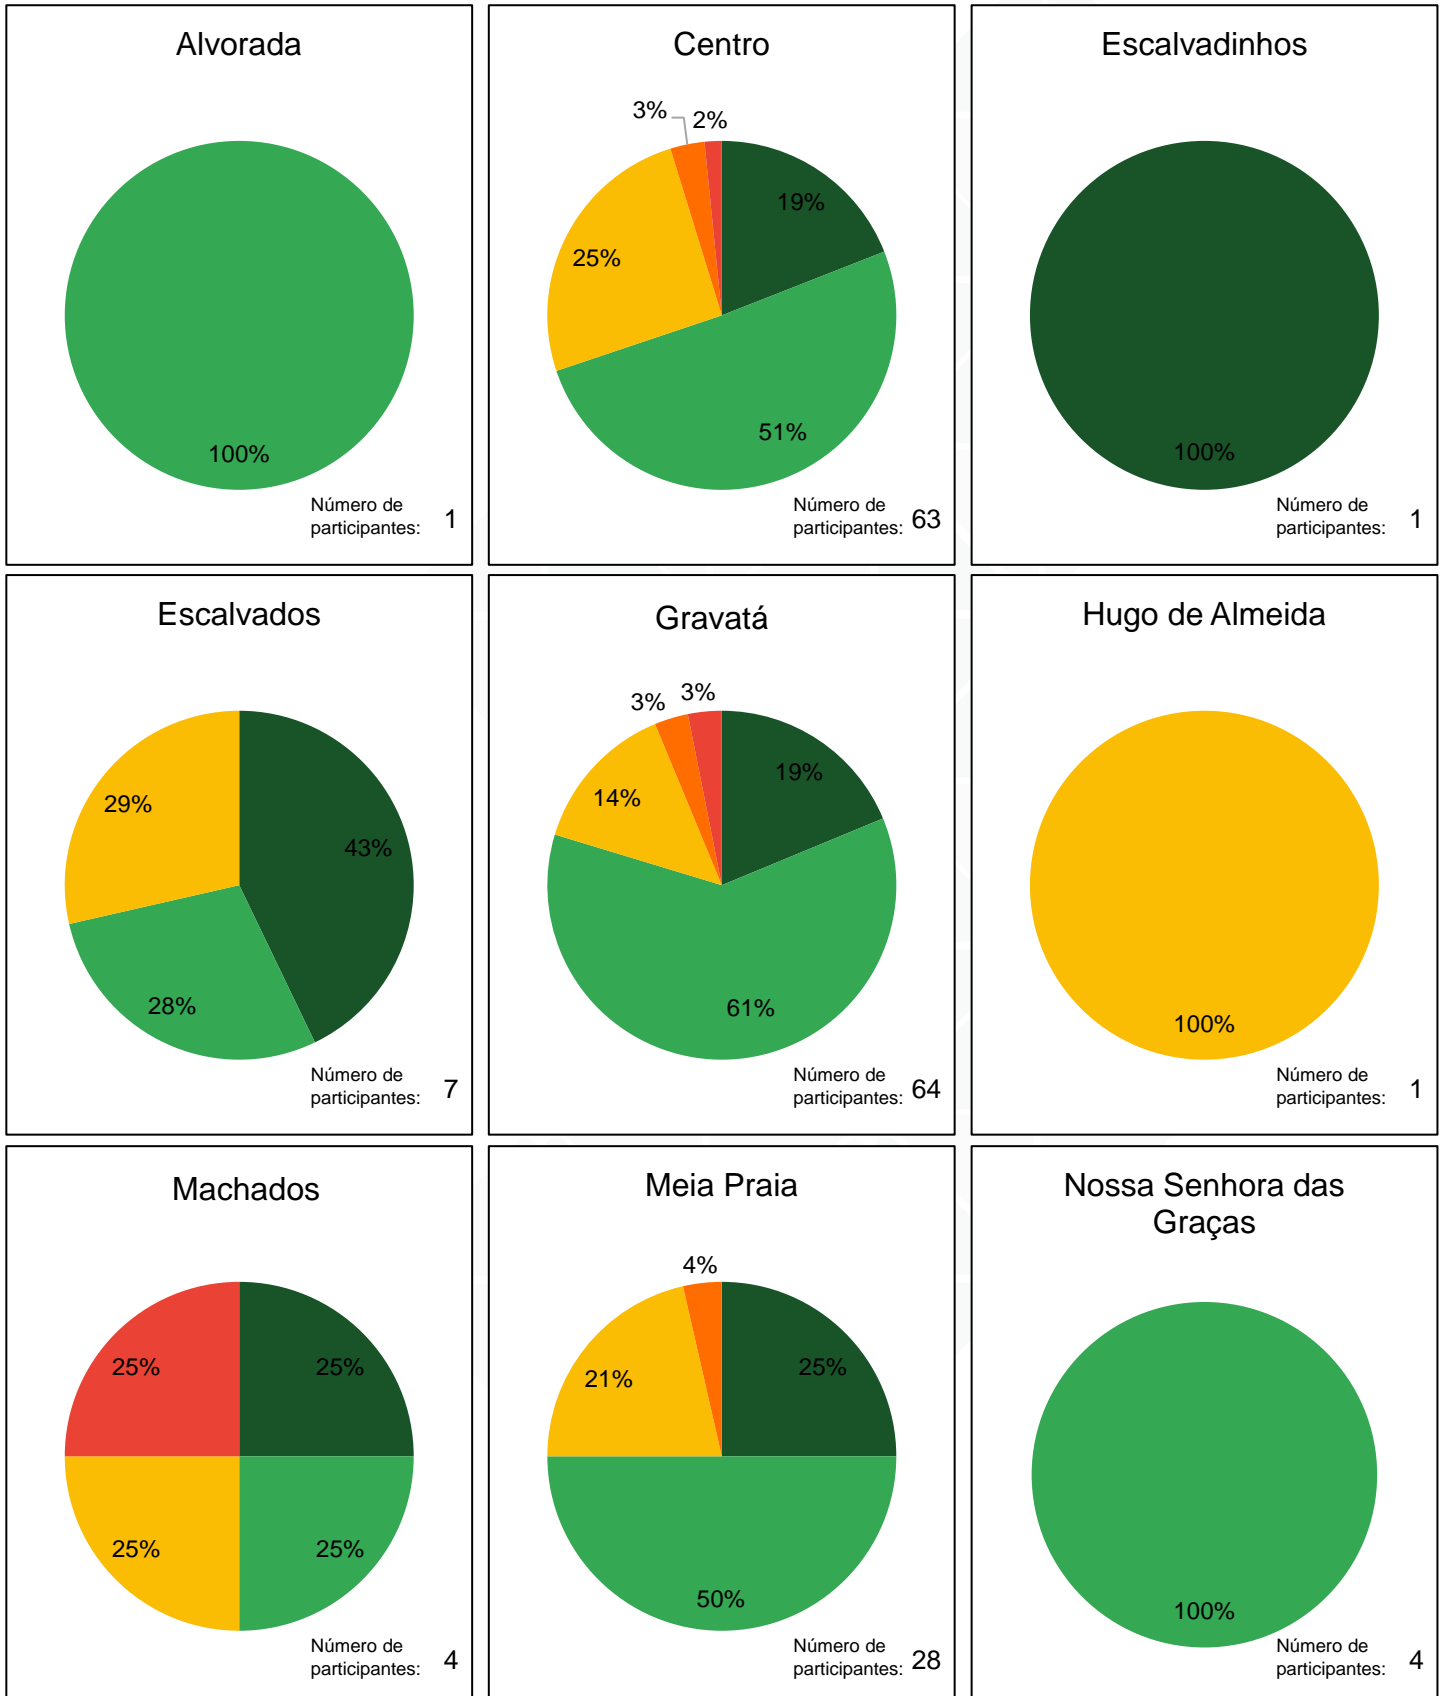 Alvorada
100%
Número de
participantes: 1
Centro
3%
2%
19%
25%
51%
Número de
participantes: 63
Escalvadinhos
100%
Número de
participantes: 1
Escalvados
29%
43%
28%
Número de
participantes: 7
Gravatá
3%
3%
19%
14%
61%
Número de
participantes: 64
Hugo de Almeida
100%
Número de
participantes: 1
Machados
25%
25%
25%
25%
Número de
participantes: 4
Meia Praia
4%
25%
21%
50%
Número de
participantes: 28
Nossa Senhora das
Graças
100%
Número de
participantes: 4